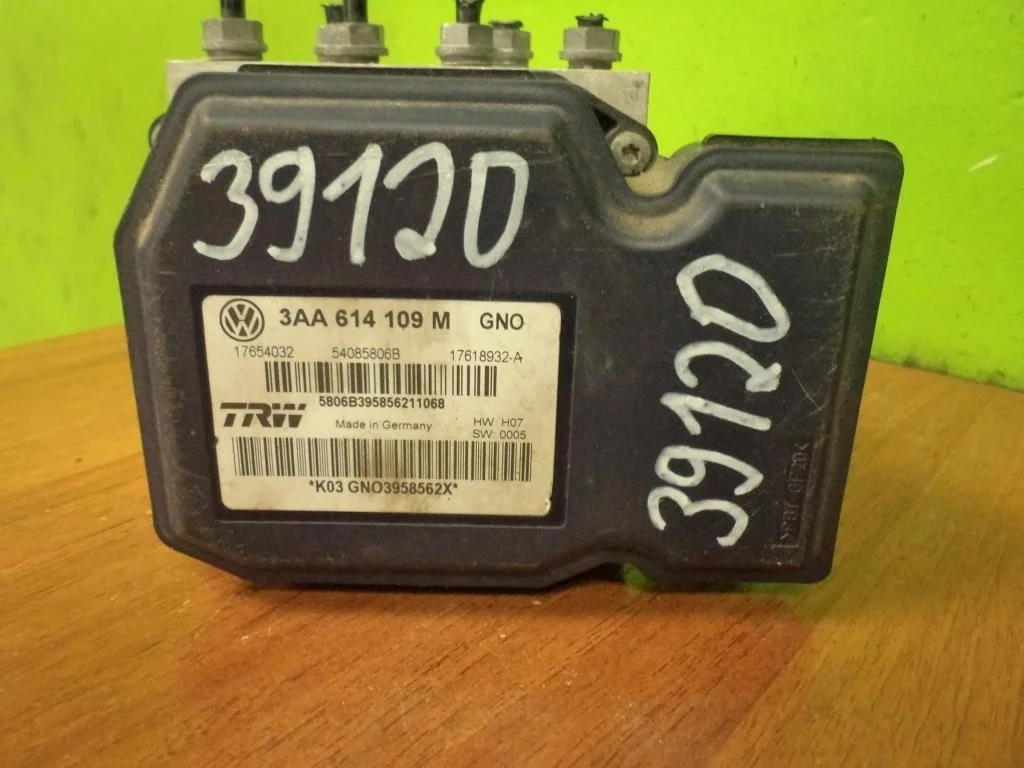 39120
39120
3AA 614 109 M GNO
17654032 54085806B 17618932-A
5806B395856211068
TRW Made in Germany HW: H07
SW: 0005
*K03 GNO3958562X*